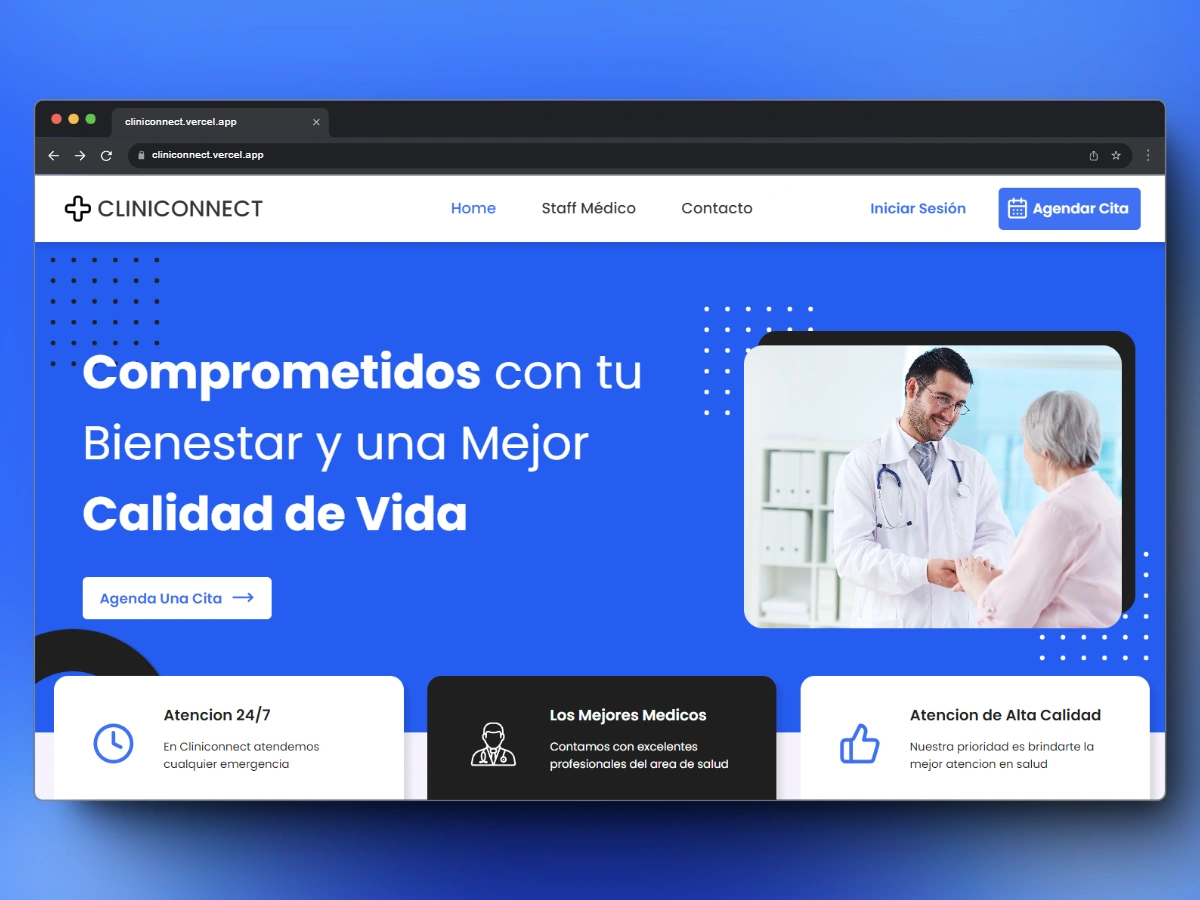 cliniconnect.vercel.app
cliniconnect.vercel.app
CLINICONNECT
Home
Staff Médico
Contacto
Iniciar Sesión
Agendar Cita
Comprometidos con tu
Bienestar y una Mejor
Calidad de Vida
Agenda Una Cita
Atencion 24/7
En Cliniconnect atendemos
cualquier emergencia
Los Mejores Medicos
Contamos con excelentes
profesionales del area de salud
Atencion de Alta Calidad
Nuestra prioridad es brindarte la
mejor atencion en salud